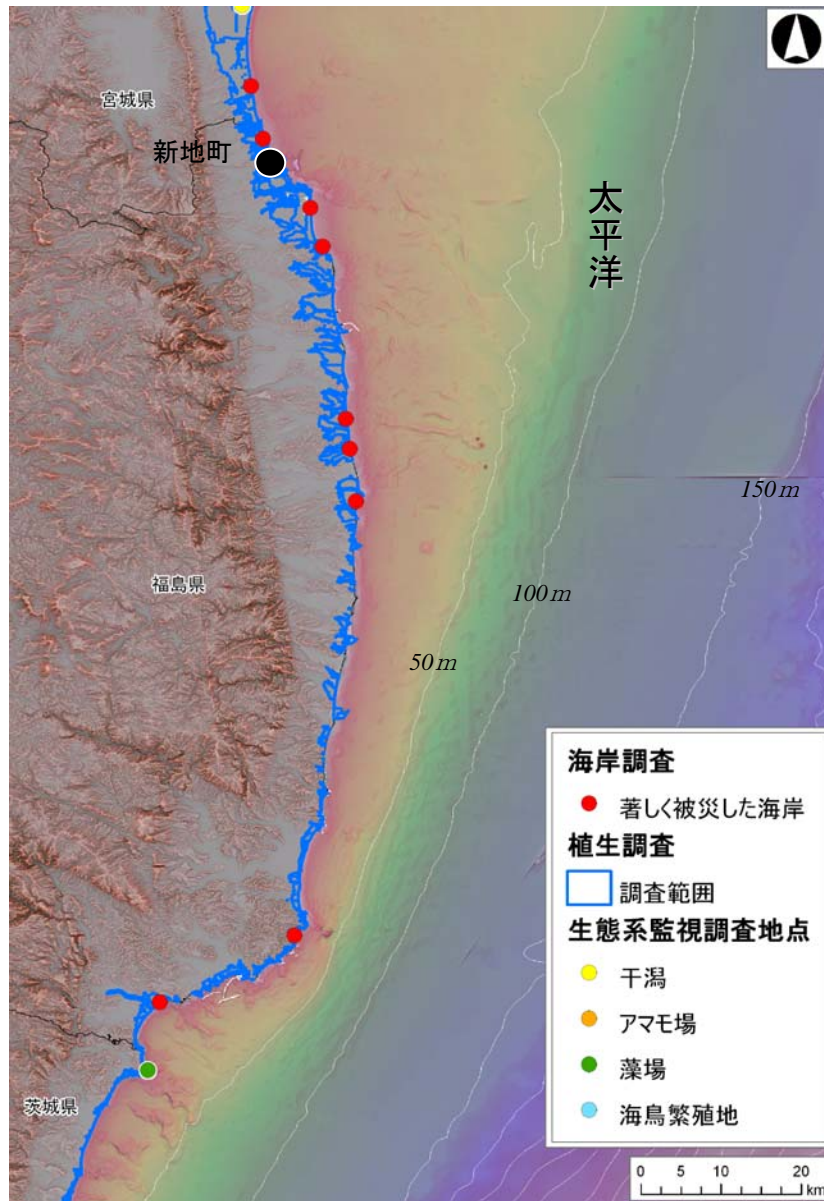 宮城県
新地町
太平洋
150m
100m
福島県
50m
海岸調査
著しく被災した海岸
植生調査
調査範囲
生態系監視調査地点
干潟
アマモ場
藻場
海鳥繁殖地
茨城県
0 5 10 20
km